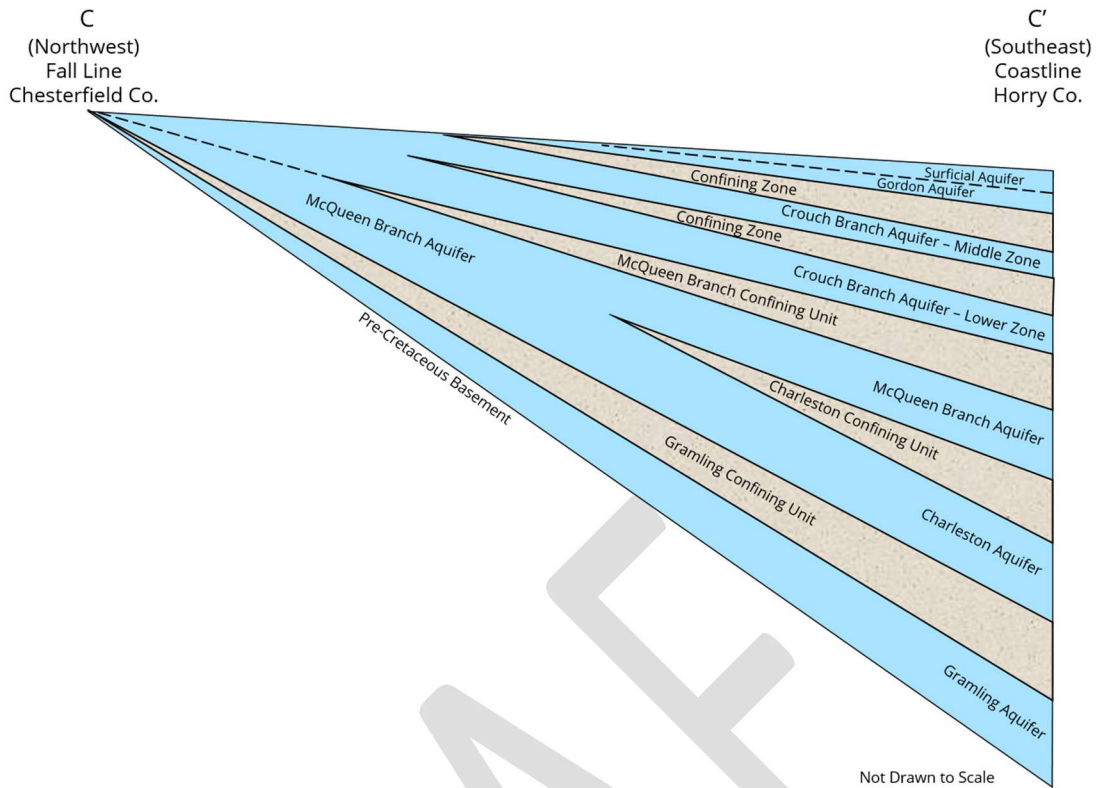 C
(Northwest)
Fall Line
Chesterfield Co.
C’
(Southeast)
Coastline
Horry Co.
Surficial Aquifer
Gordon Aquifer
Confining Zone
Crouch Branch Aquifer – Middle Zone
Confining Zone
Crouch Branch Aquifer – Lower Zone
McQueen Branch Confining Unit
McQueen Branch Aquifer
McQueen Branch Aquifer
Charleston Confining Unit
Charleston Aquifer
Gramling Confining Unit
Gramling Aquifer
Pre-Cretaceous Basement
Not Drawn to Scale